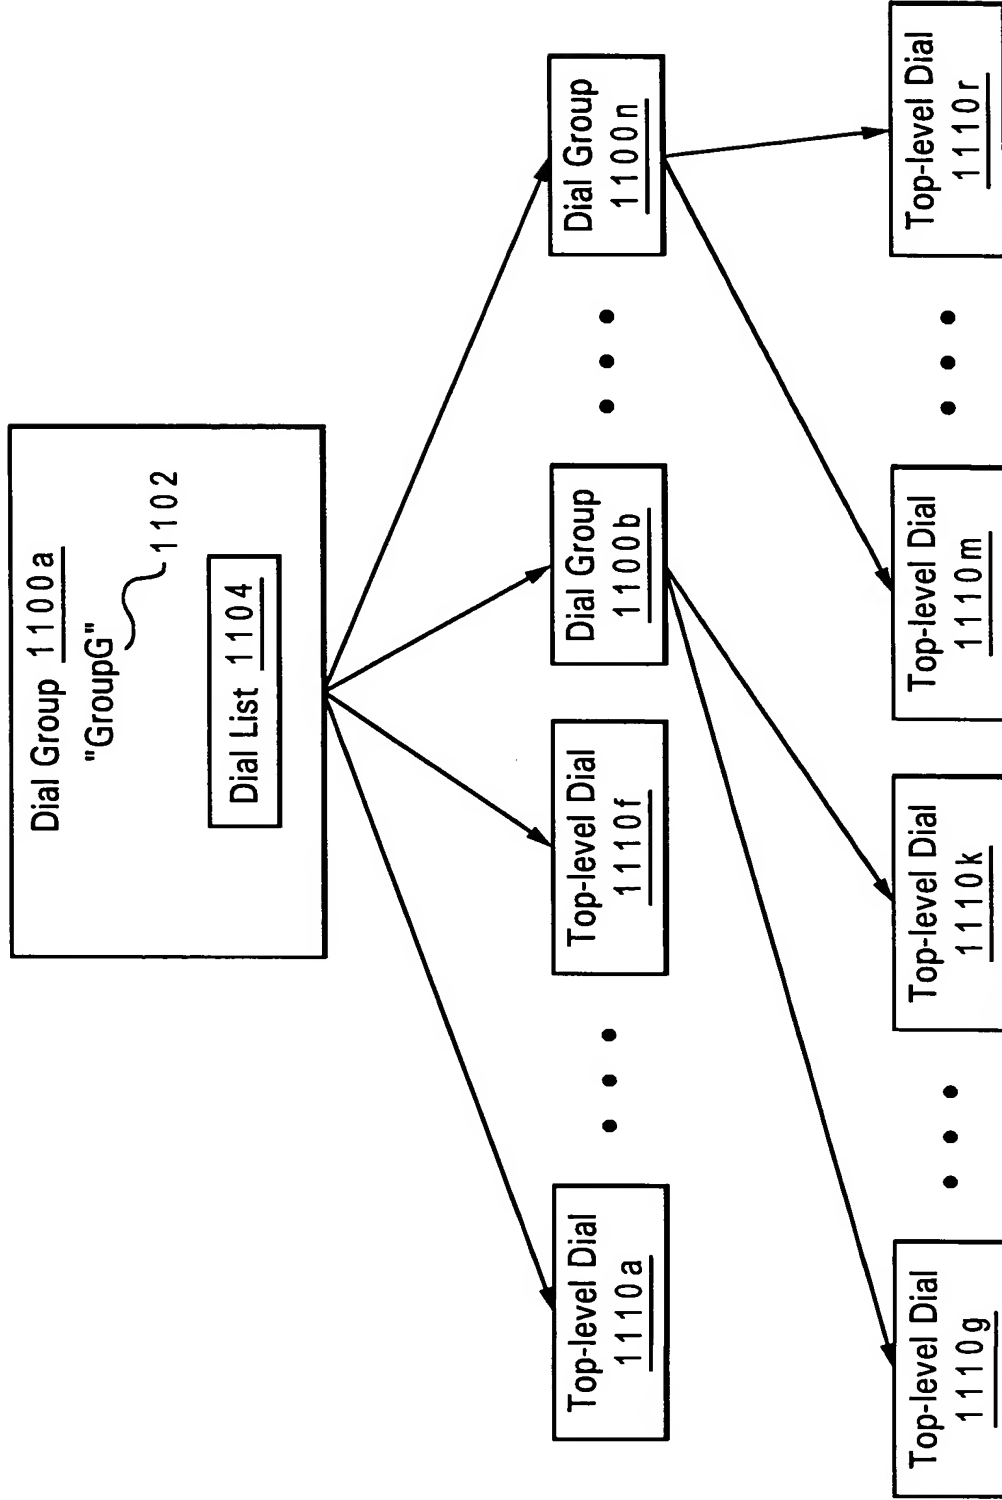 Dial Group 1100a
"GroupG"
1102
Dial List 1104
Top-level Dial
1110a
Top-level Dial
1110f
Dial Group
1100b
Dial Group
1100n
Top-level Dial
1110g
Top-level Dial
1110k
Top-level Dial
1110m
Top-level Dial
1110r